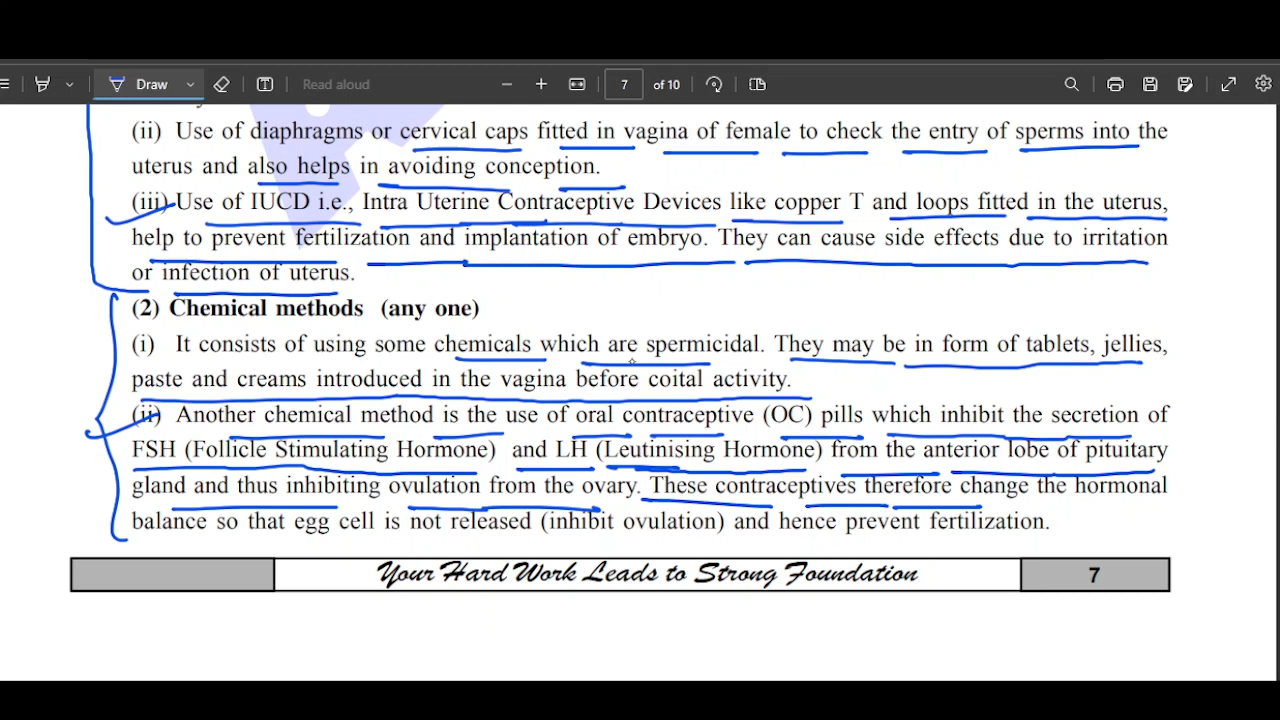 Draw
Read aloud
7
of 10
(ii) Use of diaphragms or cervical caps fitted in vagina of female to check the entry of sperms into the
uterus and also helps in avoiding conception.
(iii) Use of IUCD i.e., Intra Uterine Contraceptive Devices like copper T and loops fitted in the uterus,
help to prevent fertilization and implantation of embryo. They can cause side effects due to irritation
or infection of uterus.
(2) Chemical methods (any one)
(i) It consists of using some chemicals which are spermicidal. They may be in form of tablets, jellies,
paste and creams introduced in the vagina before coital activity.
(ii) Another chemical method is the use of oral contraceptive (OC) pills which inhibit the secretion of
FSH (Follicle Stimulating Hormone) and LH (Leutinising Hormone) from the anterior lobe of pituitary
gland and thus inhibiting ovulation from the ovary. These contraceptives therefore change the hormonal
balance so that egg cell is not released (inhibit ovulation) and hence prevent fertilization.
Your Hard Work Leads to Strong Foundation
7